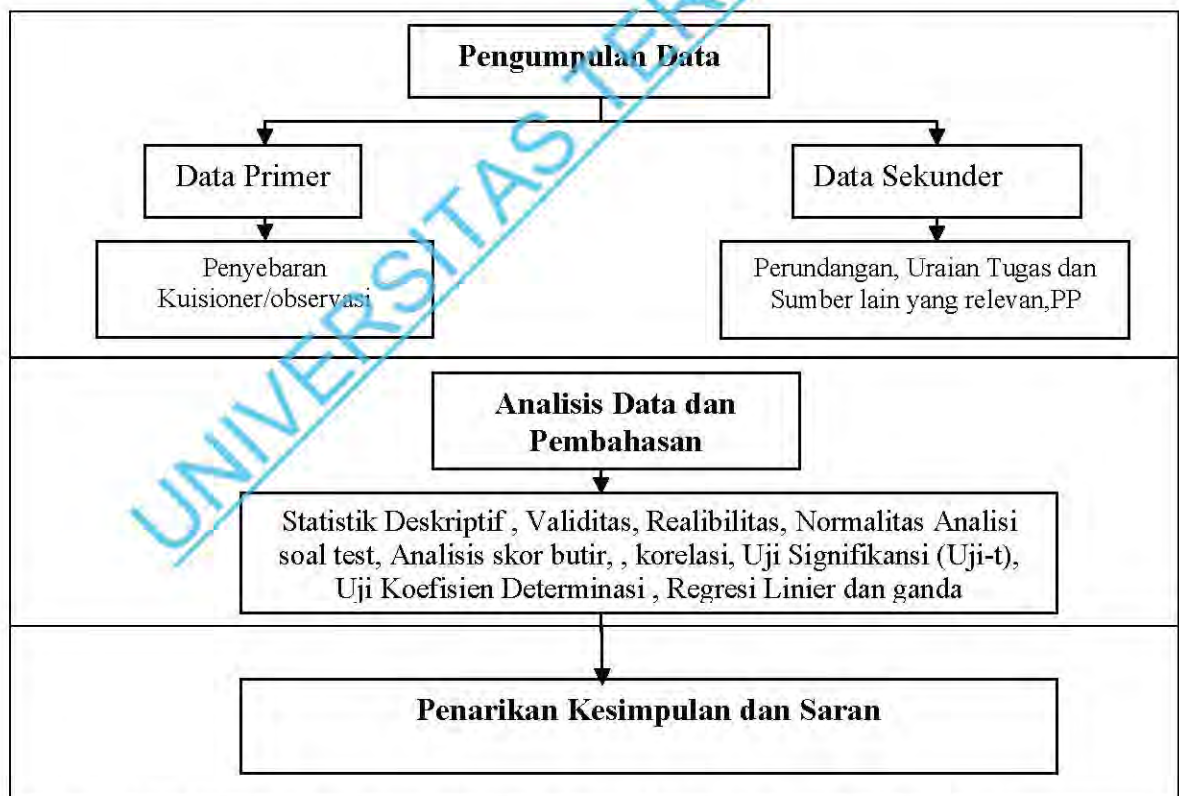 Pengumpulan Data
Data Primer
Data Sekunder
Penyebaran
Kuisioner/observasi
Perundangan, Uraian Tugas dan
Sumber lain yang relevan,PP
Analisis Data dan
Pembahasan
Statistik Deskriptif , Validitas, Realibilitas, Normalitas Analisi
soal test, Analisis skor butir, , korelasi, Uji Signifikansi (Uji-t),
Uji Koefisien Determinasi , Regresi Linier dan ganda
Penarikan Kesimpulan dan Saran
UNIVERSITAS TER